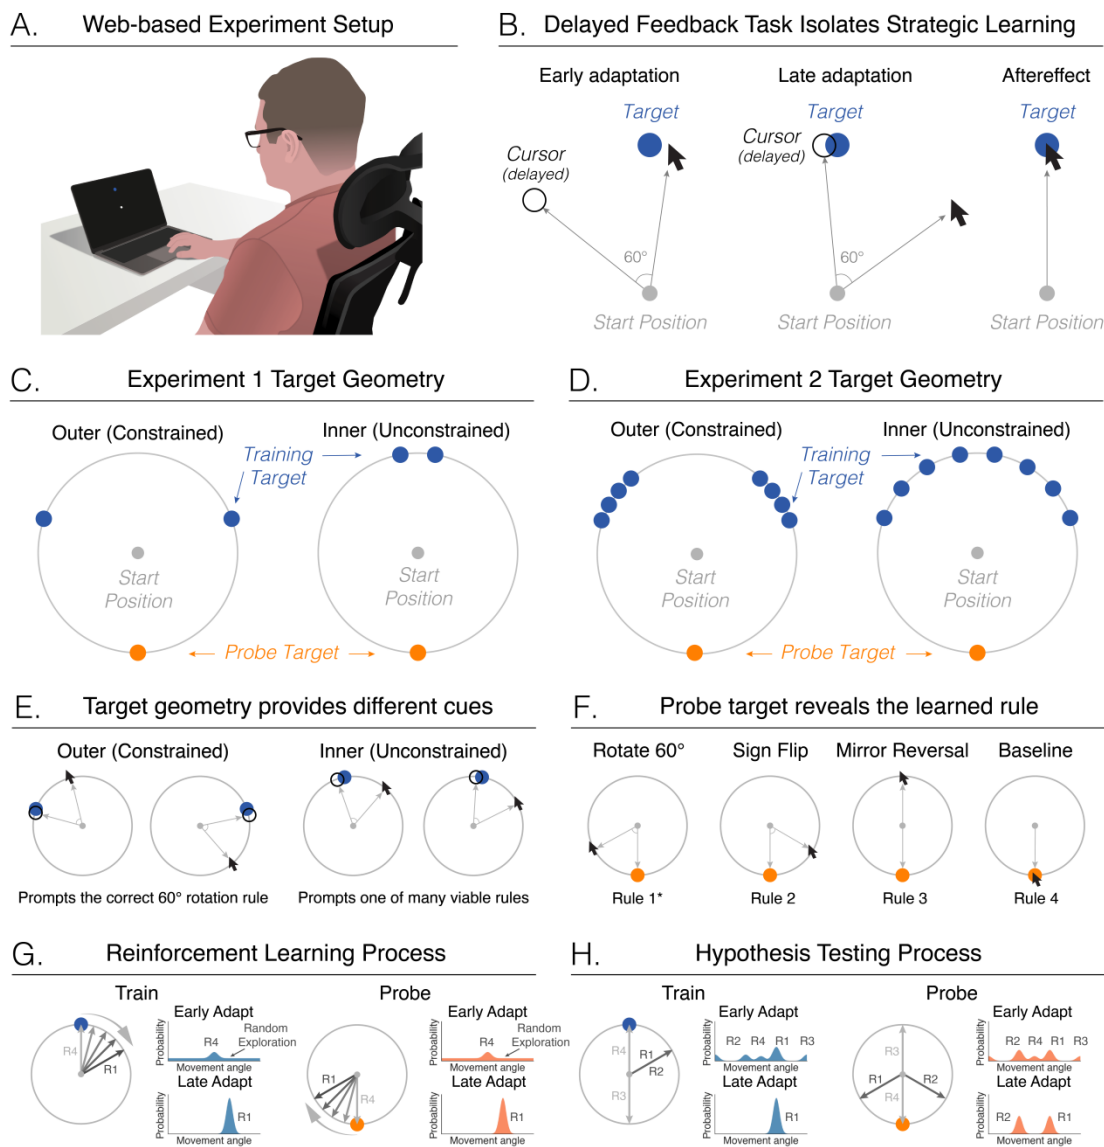 A. Web-based Experiment Setup
B. Delayed Feedback Task Isolates Strategic Learning
Early adaptation
Late adaptation
Aftereffect
Target
Target
Target
Cursor
(delayed)
Cursor
(delayed)
60°
60°
Start Position
Start Position
Start Position
C. Experiment 1 Target Geometry
D. Experiment 2 Target Geometry
Outer (Constrained)
Inner (Unconstrained)
Training
Target
Start
Position
Start
Position
Probe Target
Outer (Constrained)
Inner (Unconstrained)
Training
Target
Start
Position
Start
Position
Probe Target
E. Target geometry provides different cues
Outer (Constrained)
Inner (Unconstrained)
Prompts the correct 60° rotation rule
Prompts one of many viable rules
F. Probe target reveals the learned rule
Rotate 60°
Sign Flip
Mirror Reversal
Baseline
Rule 1*
Rule 2
Rule 3
Rule 4
G. Reinforcement Learning Process
Train
R4
R1
Early Adapt
Probability
R4
Random
Exploration
Movement angle
Late Adapt
Probability
R1
Movement angle
Probe
R1
R4
Early Adapt
Probability
R4
Random
Exploration
Movement angle
Late Adapt
Probability
R1
Movement angle
H. Hypothesis Testing Process
Train
R4
R1
R2
R3
Early Adapt
Probability
R2 R4 R1 R3
Movement angle
Late Adapt
Probability
R1
Movement angle
Probe
R3
R1
R2
R4
Early Adapt
Probability
R2 R4 R1 R3
Movement angle
Late Adapt
Probability
R2
R1
Movement angle